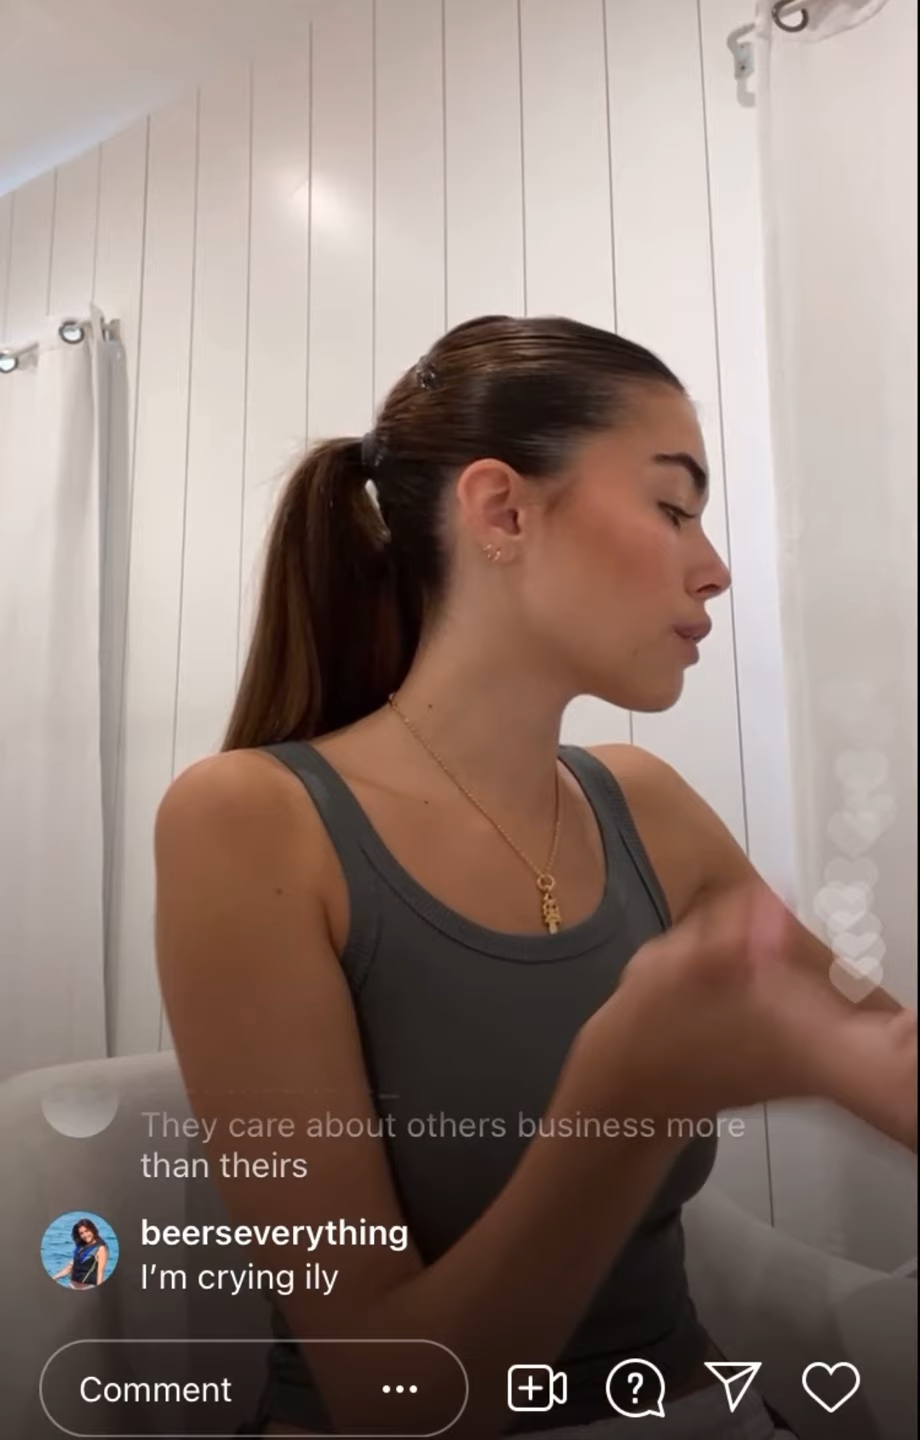 They care about others business more
than theirs
beerseverything
I'm crying ily
Comment